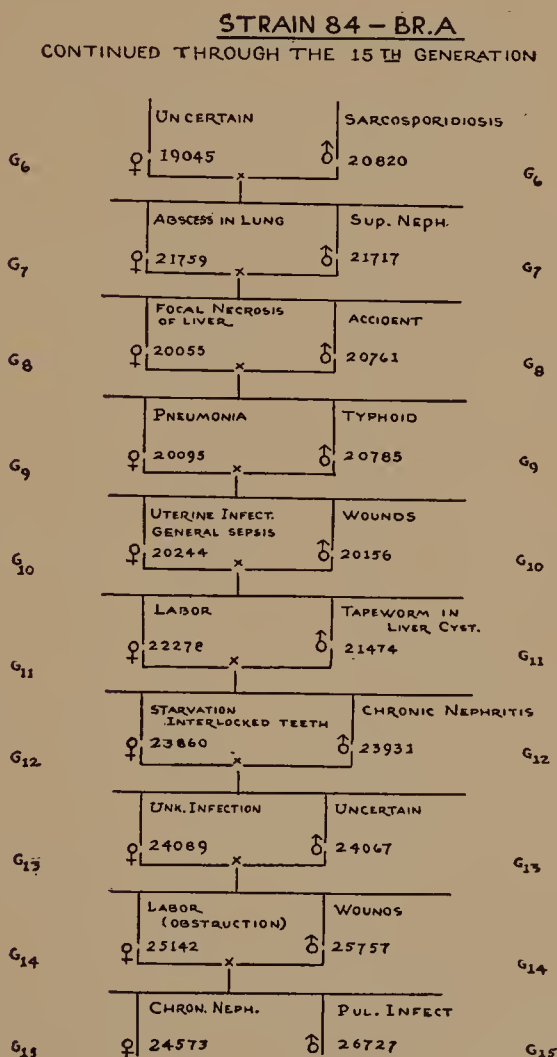 STRAIN 84 – BR.A
CONTINUED THROUGH THE 15TH GENERATION
UNCERTAIN SARCOSPORIDIOSIS
G6 ♀ 19045 × ♂ 20820 G6
ABSCESS IN LUNG SUP. NEPH.
G7 ♀ 21759 × ♂ 21717 G7
FOCAL NECROSIS
OF LIVER ACCIDENT
G8 ♀ 20055 × ♂ 20761 G8
PNEUMONIA TYPHOID
G9 ♀ 20095 × ♂ 20785 G9
UTERINE INFECT. WOUNDS
GENERAL SEPSIS
G10 ♀ 20244 × ♂ 20156 G10
LABOR TAPEWORM IN
LIVER CYST.
G11 ♀ 22278 × ♂ 21474 G11
STARVATION CHRONIC NEPHRITIS
INTERLOCKED TEETH
G12 ♀ 23860 × ♂ 23931 G12
UNK. INFECTION UNCERTAIN
G13 ♀ 24089 × ♂ 24067 G13
LABOR WOUNDS
(OBSTRUCTION)
G14 ♀ 25142 × ♂ 25757 G14
CHRON. NEPH. PUL. INFECT
G15 ♀ 24573 ♂ 26727 G15